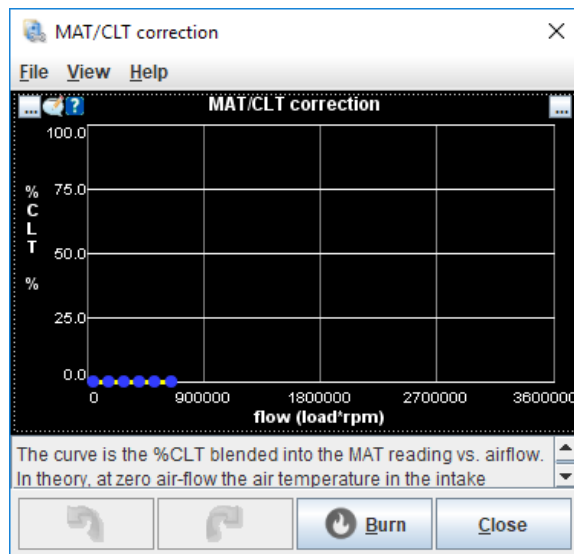 MAT/CLT correction
File View Help
... ? MAT/CLT correction ...
100.0
75.0
50.0
25.0
0.0
% C L T %
0 900000 1800000 2700000 3600000
flow (load*rpm)
The curve is the %CLT blended into the MAT reading vs. airflow.
In theory, at zero air-flow the air temperature in the intake
Burn Close